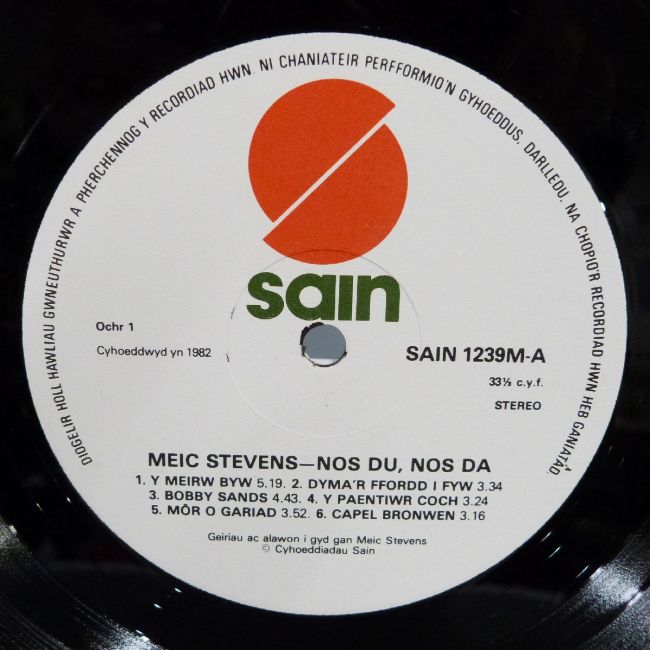 DIOGELIR HOLL HAWLIAU GWNEUTHURWR A PHERCHENNOG Y RECORDIAD HWN. NI CHANIATEIR PERFFORMIO'N GYHOEDDUS, DARLLEDU, NA CHOPIO'R RECORDIAD HWN HEB GANIATÂD.
sain
Ochr 1
Cyhoeddwyd yn 1982
SAIN 1239M-A
33⅓ c.y.f.
STEREO
MEIC STEVENS—NOS DU, NOS DA
1. Y MEIRW BYW 5.19. 2. DYMA'R FFORDD I FYW 3.34
3. BOBBY SANDS 4.43. 4. Y PAENTIWR COCH 3.24
5. MÔR O GARIAD 3.52. 6. CAPEL BRONWEN 3.16
Geiriau ac alawon i gyd gan Meic Stevens
© Cyhoeddiadau Sain